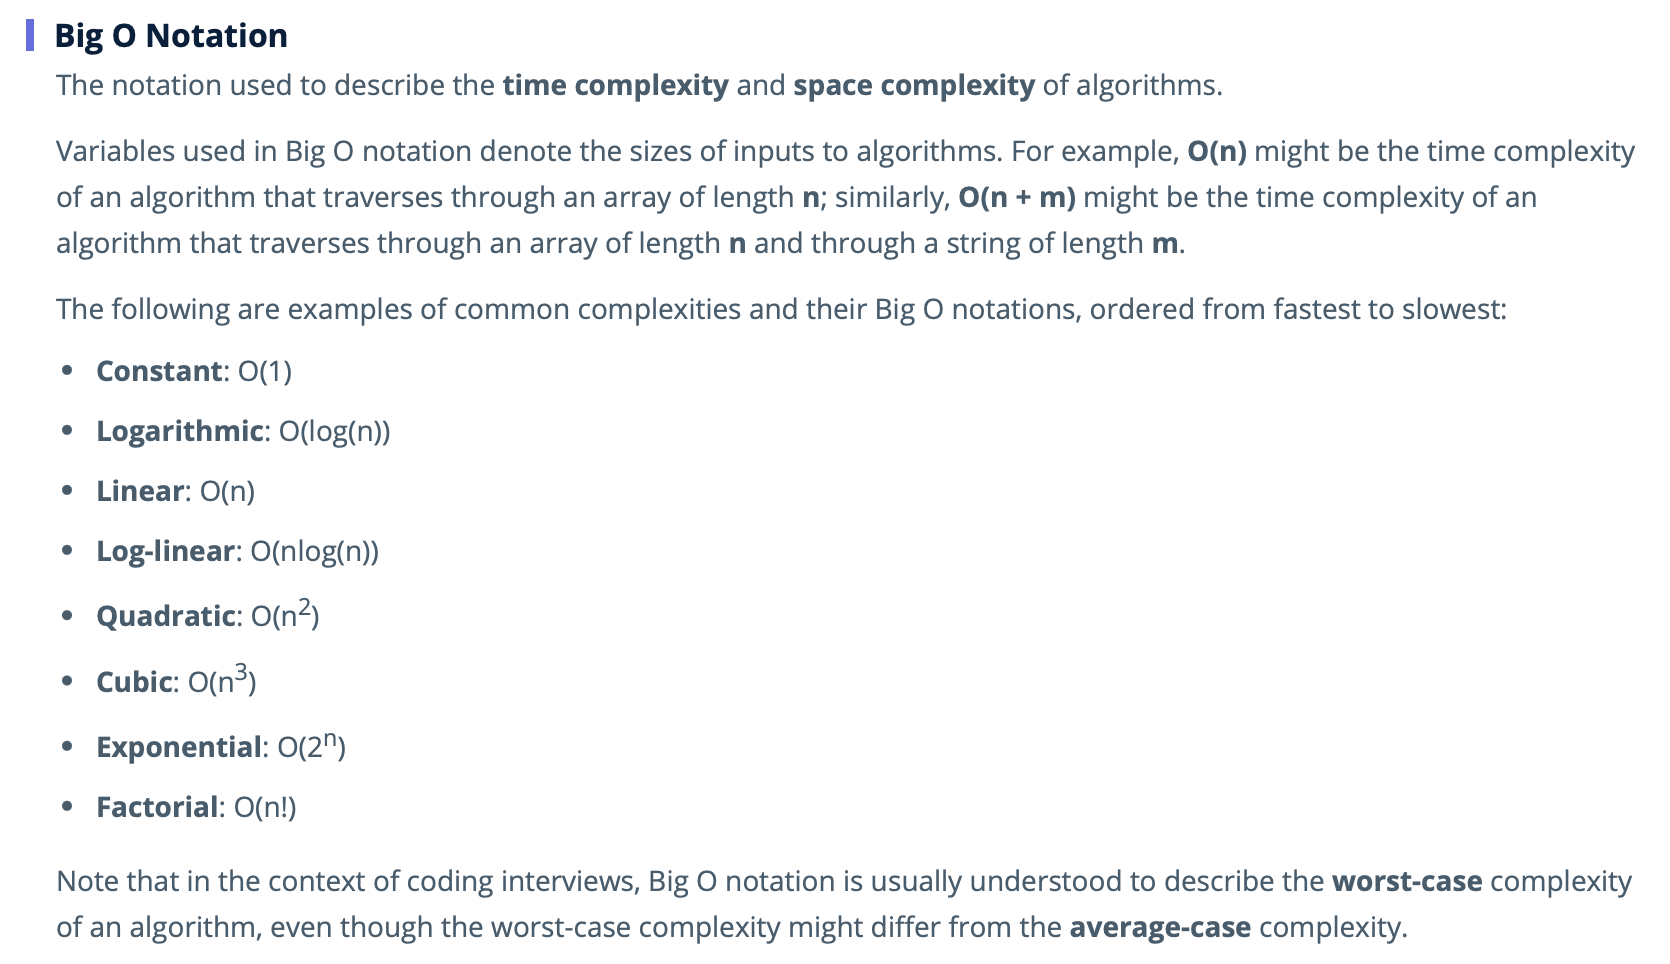 Big O Notation
The notation used to describe the time complexity and space complexity of algorithms.
Variables used in Big O notation denote the sizes of inputs to algorithms. For example, O(n) might be the time complexity
of an algorithm that traverses through an array of length n; similarly, O(n + m) might be the time complexity of an
algorithm that traverses through an array of length n and through a string of length m.
The following are examples of common complexities and their Big O notations, ordered from fastest to slowest:
• Constant: O(1)
• Logarithmic: O(log(n))
• Linear: O(n)
• Log-linear: O(nlog(n))
• Quadratic: O(n²)
• Cubic: O(n³)
• Exponential: O(2ⁿ)
• Factorial: O(n!)
Note that in the context of coding interviews, Big O notation is usually understood to describe the worst-case complexity
of an algorithm, even though the worst-case complexity might differ from the average-case complexity.